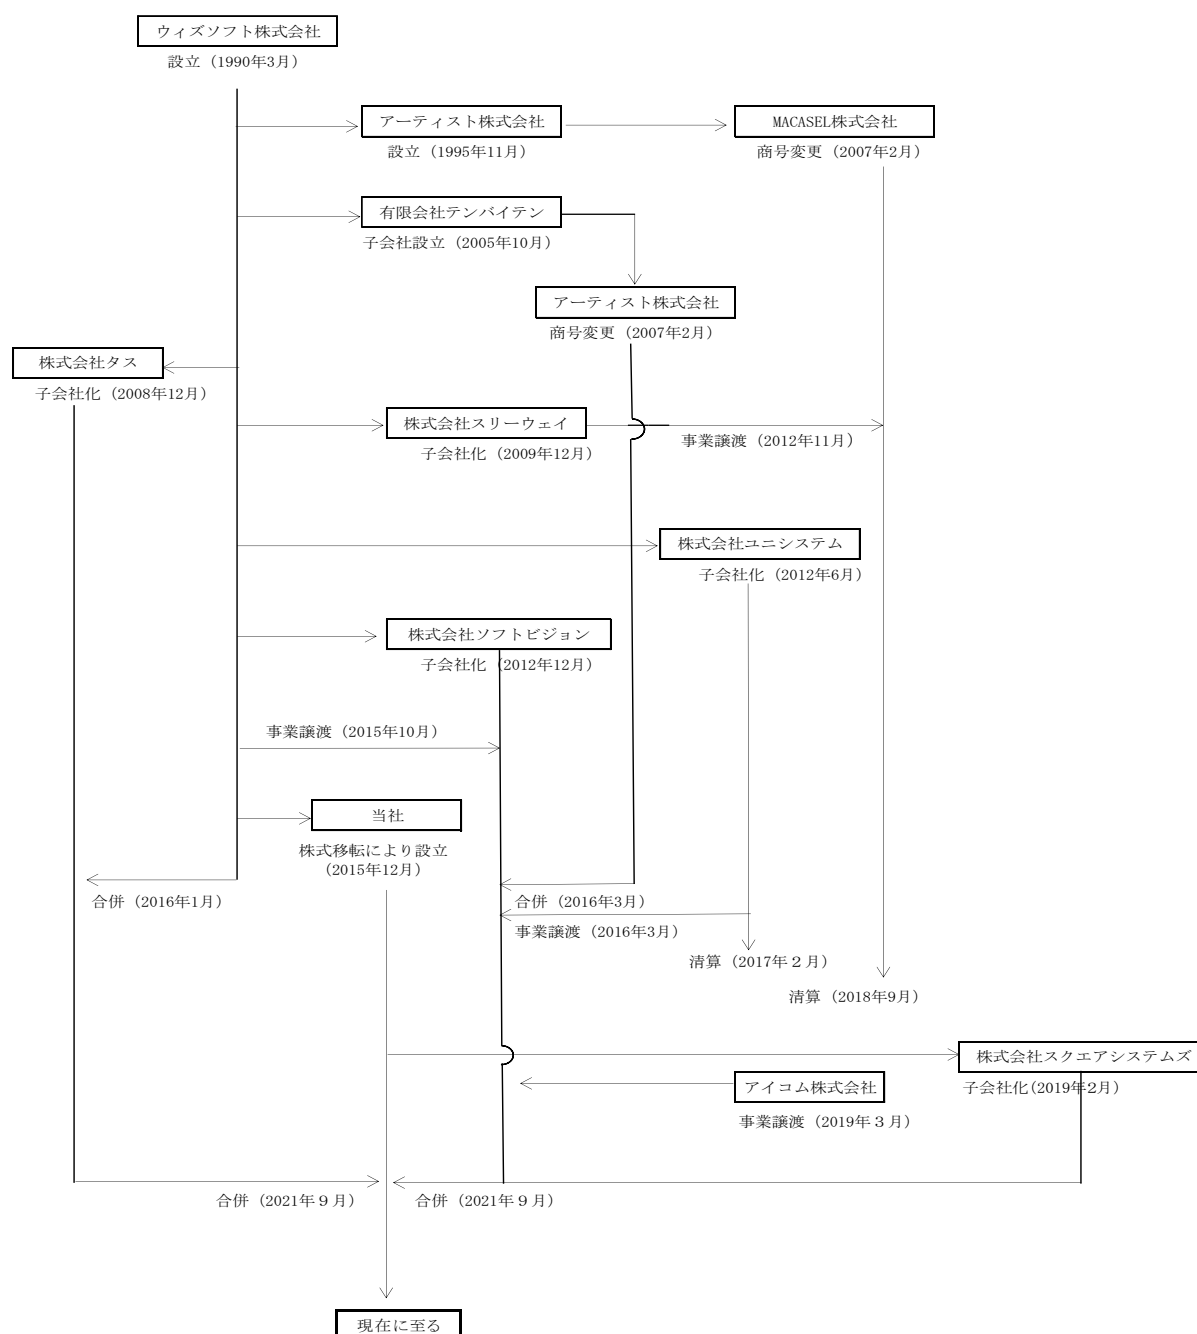 ウィズソフト株式会社
設立（1990年3月）
アーティスト株式会社
設立（1995年11月）
MACASEL株式会社
商号変更（2007年2月）
有限会社テンバイテン
子会社設立（2005年10月）
アーティスト株式会社
商号変更（2007年2月）
株式会社タス
子会社化（2008年12月）
株式会社スリーウェイ
子会社化（2009年12月）
事業譲渡（2012年11月）
株式会社ユニシステム
子会社化（2012年6月）
株式会社ソフトビジョン
子会社化（2012年12月）
事業譲渡（2015年10月）
当社
株式移転により設立
（2015年12月）
合併（2016年1月）
合併（2016年3月）
事業譲渡（2016年3月）
清算（2017年２月）
清算（2018年9月）
株式会社スクエアシステムズ
子会社化(2019年2月)
アイコム株式会社
事業譲渡（2019年３月）
合併（2021年９月）
合併（2021年９月）
現在に至る